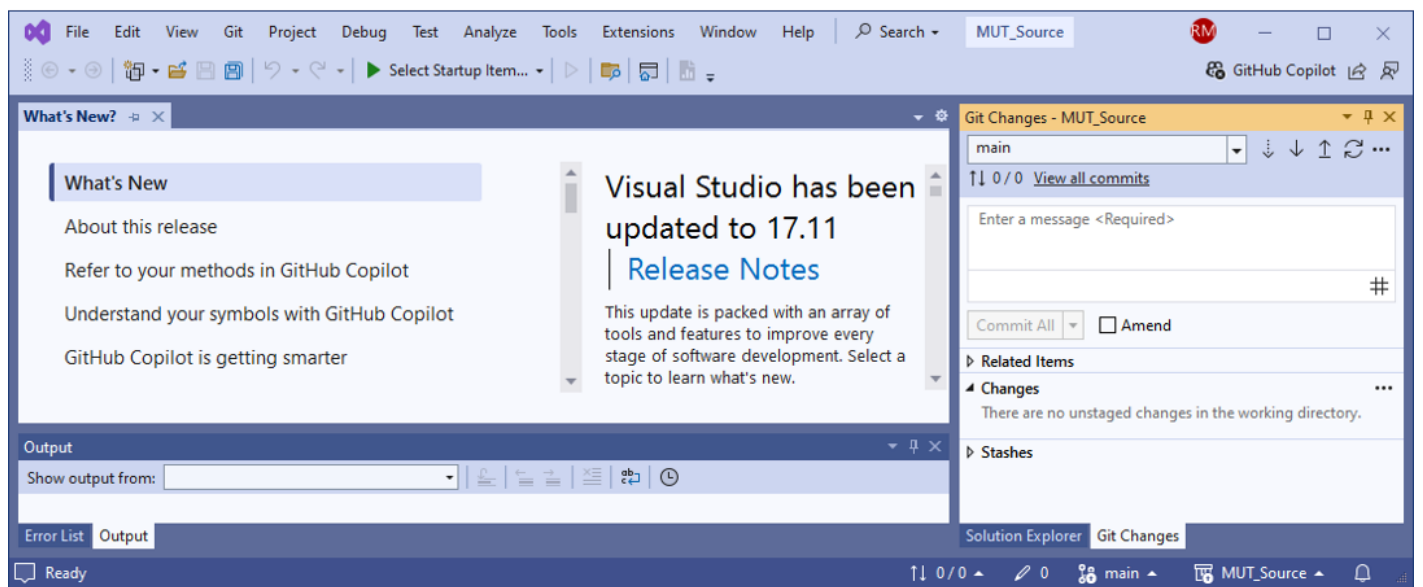 File Edit View Git Project Debug Test Analyze Tools Extensions Window Help Search MUT_Source RM
Select Startup Item... GitHub Copilot
What's New?
What's New
About this release
Refer to your methods in GitHub Copilot
Understand your symbols with GitHub Copilot
GitHub Copilot is getting smarter
Visual Studio has been
updated to 17.11
Release Notes
This update is packed with an array of
tools and features to improve every
stage of software development. Select a
topic to learn what's new.
Output
Show output from:
Error List Output
Git Changes - MUT_Source
main
0 / 0 View all commits
Enter a message <Required>
#
Commit All Amend
Related Items
Changes
There are no unstaged changes in the working directory.
Stashes
Solution Explorer Git Changes
Ready 0 / 0 0 main MUT_Source